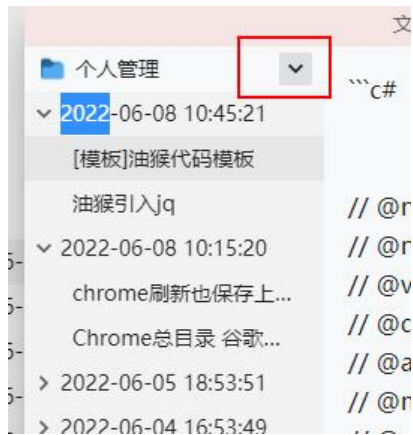 文
个人管理
```c#
2022-06-08 10:45:21
[模板]油猴代码模板
油猴引入jq
// @n
2022-06-08 10:15:20
// @n
chrome刷新也保存上...
// @v
Chrome总目录 谷歌...
2022-06-05 18:53:51
// @a
2022-06-04 16:53:49
// @n